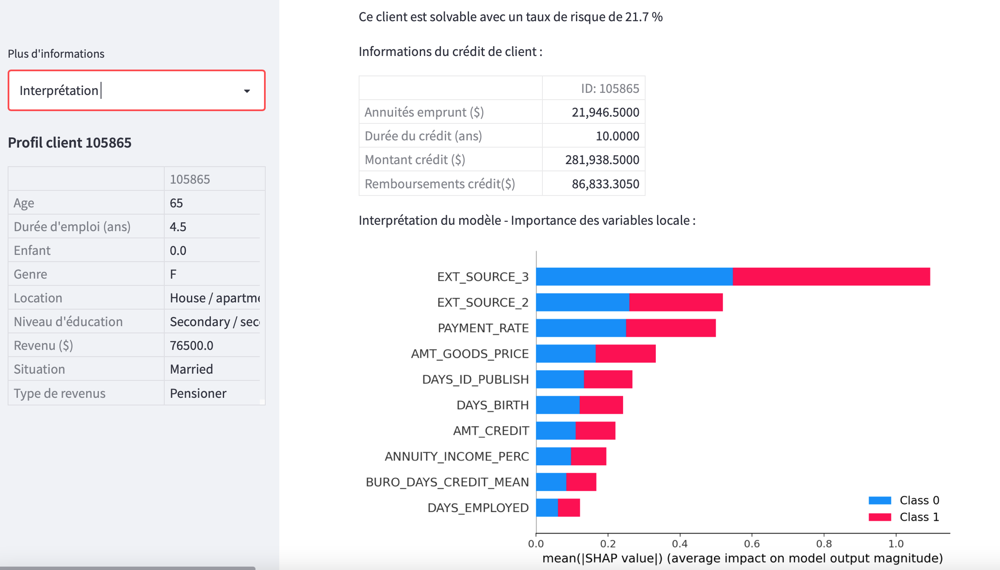 Plus d'informations
Interprétation
Profil client 105865
105865
Age 65
Durée d'emploi (ans) 4.5
Enfant 0.0
Genre F
Location House / apartme
Niveau d'éducation Secondary / sec
Revenu ($) 76500.0
Situation Married
Type de revenus Pensioner
Ce client est solvable avec un taux de risque de 21.7 %
Informations du crédit de client :
ID: 105865
Annuités emprunt ($) 21,946.5000
Durée du crédit (ans) 10.0000
Montant crédit ($) 281,938.5000
Remboursements crédit($) 86,833.3050
Interprétation du modèle - Importance des variables locale :
EXT_SOURCE_3
EXT_SOURCE_2
PAYMENT_RATE
AMT_GOODS_PRICE
DAYS_ID_PUBLISH
DAYS_BIRTH
AMT_CREDIT
ANNUITY_INCOME_PERC
BURO_DAYS_CREDIT_MEAN
DAYS_EMPLOYED
Class 0
Class 1
0.0 0.2 0.4 0.6 0.8 1.0
mean(|SHAP value|) (average impact on model output magnitude)